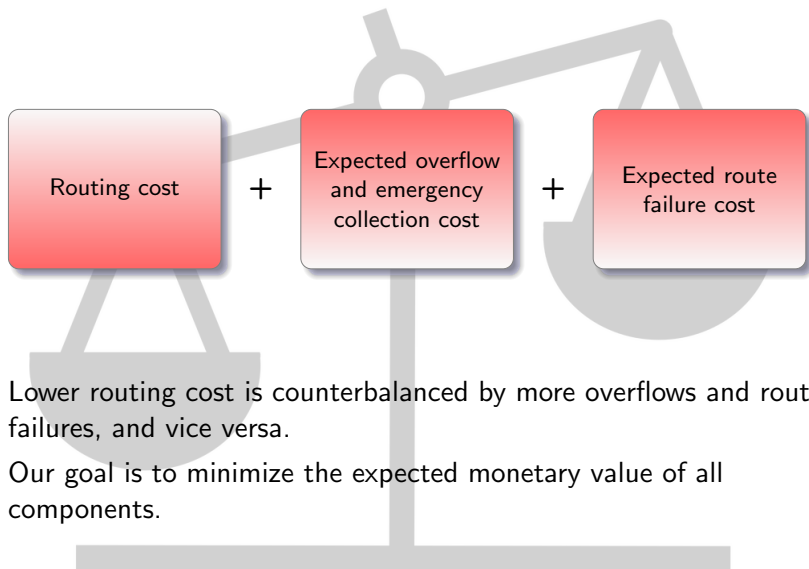 Routing cost
+
Expected overflow
and emergency
collection cost
+
Expected route
failure cost
Lower routing cost is counterbalanced by more overflows and rout
failures, and vice versa.
Our goal is to minimize the expected monetary value of all
components.